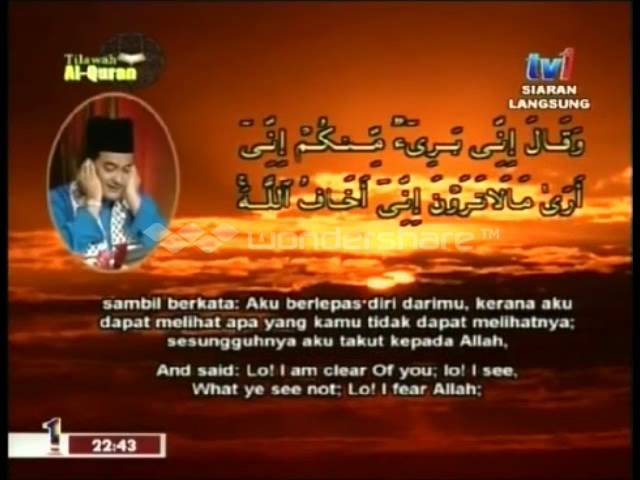 Tilawah
Al-Quran
tv1
SIARAN
LANGSUNG
وَقَالَ إِنِّى بَرِىٓءٌ مِّنكُمْ إِنِّىٓ
أَرَىٰ مَا لَا تَرَوْنَ إِنِّىٓ أَخَافُ ٱللَّهَ ۚ
wondershare™
sambil berkata: Aku berlepas diri darimu, kerana aku
dapat melihat apa yang kamu tidak dapat melihatnya;
sesungguhnya aku takut kepada Allah,
And said: Lo! I am clear Of you; lo! I see,
What ye see not; Lo! I fear Allah;
1
22:43